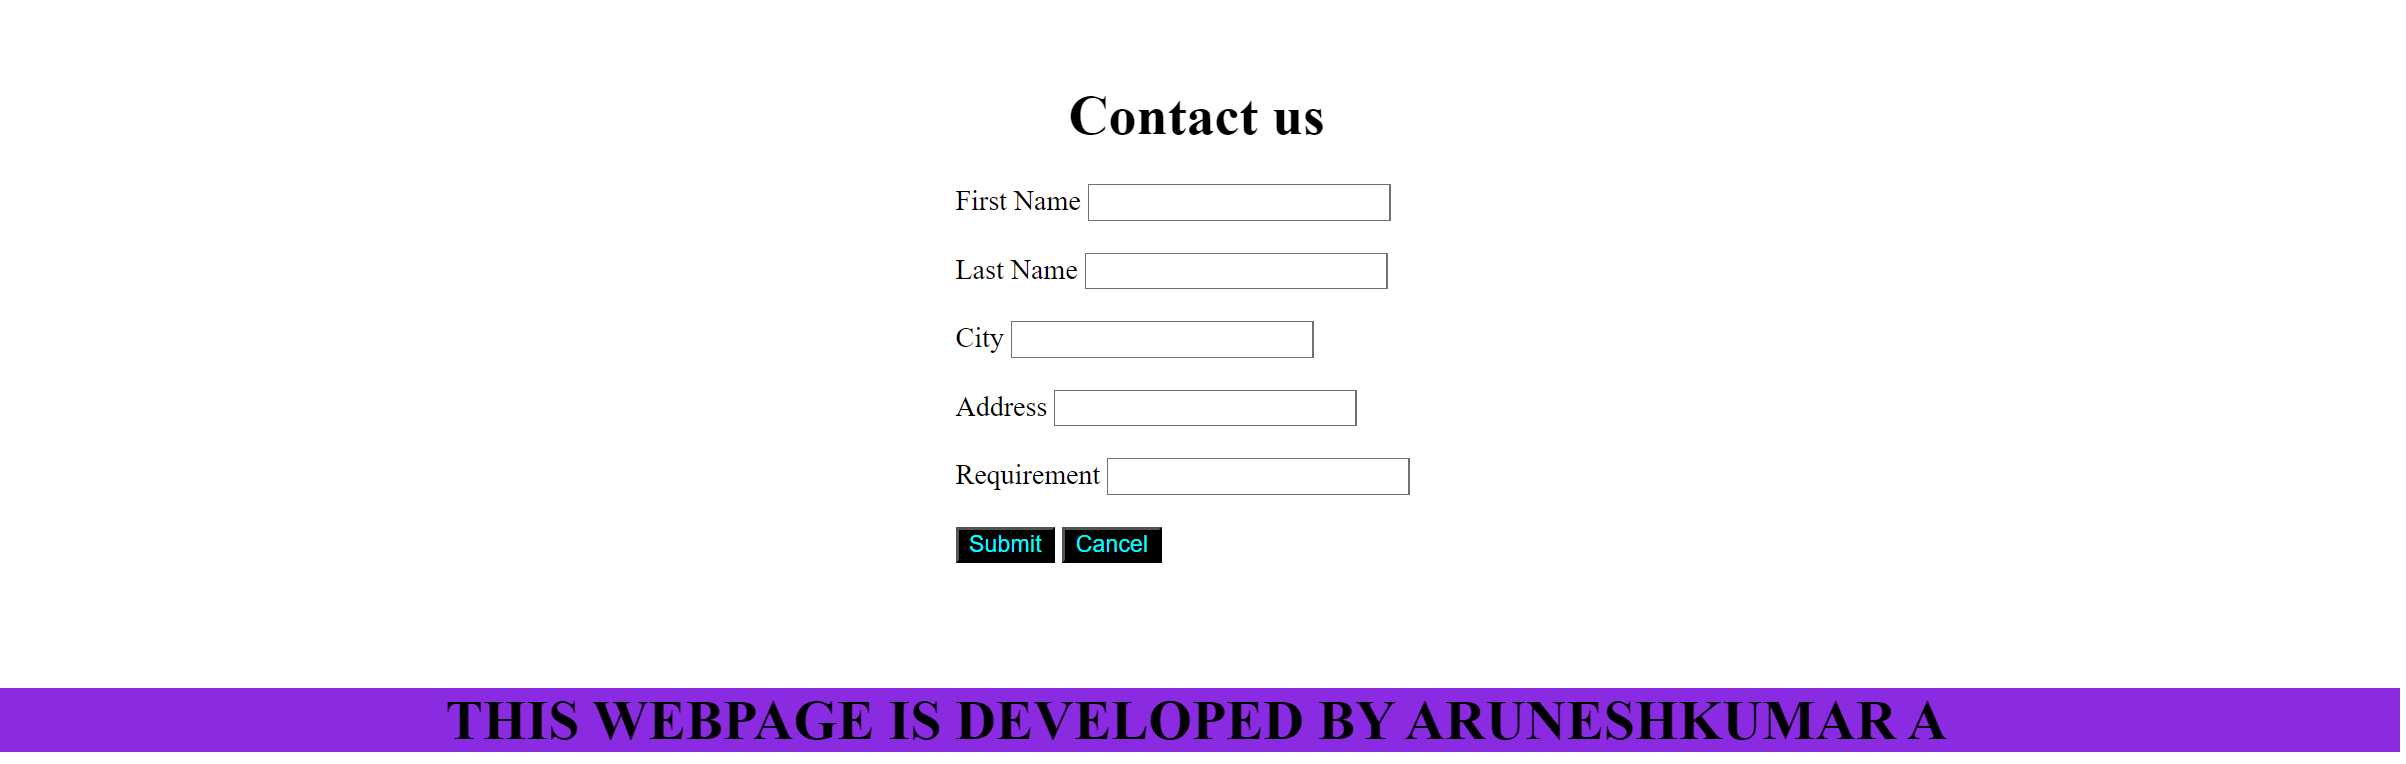 Contact us
First Name
Last Name
City
Address
Requirement
Submit Cancel
THIS WEBPAGE IS DEVELOPED BY ARUNESHKUMAR A